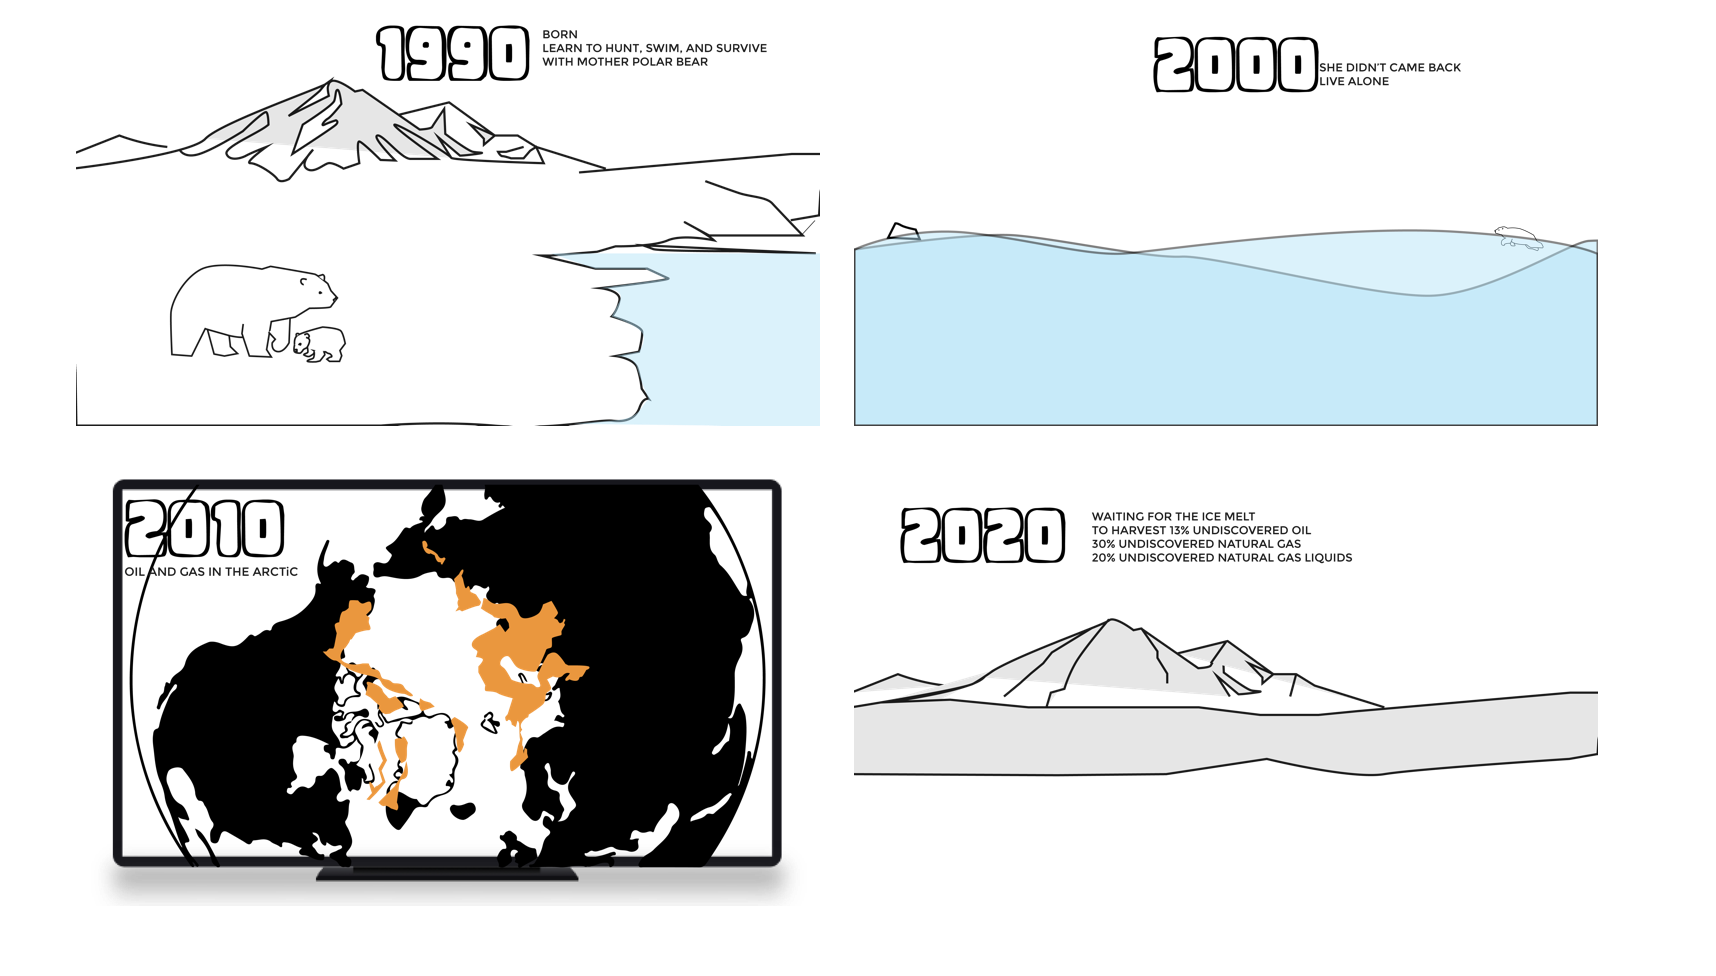 1990
BORN
LEARN TO HUNT, SWIM, AND SURVIVE
WITH MOTHER POLAR BEAR
2000
SHE DIDN'T CAME BACK
LIVE ALONE
2010
OIL AND GAS IN THE ARCTiC
2020
WAITING FOR THE ICE MELT
TO HARVEST 13% UNDISCOVERED OIL
30% UNDISCOVERED NATURAL GAS
20% UNDISCOVERED NATURAL GAS LIQUIDS